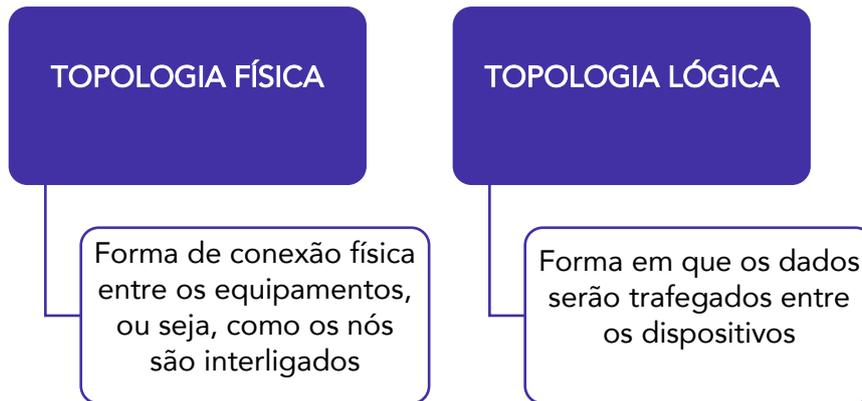 TOPOLOGIA FÍSICA
Forma de conexão física
entre os equipamentos,
ou seja, como os nós
são interligados
TOPOLOGIA LÓGICA
Forma em que os dados
serão trafegados entre
os dispositivos